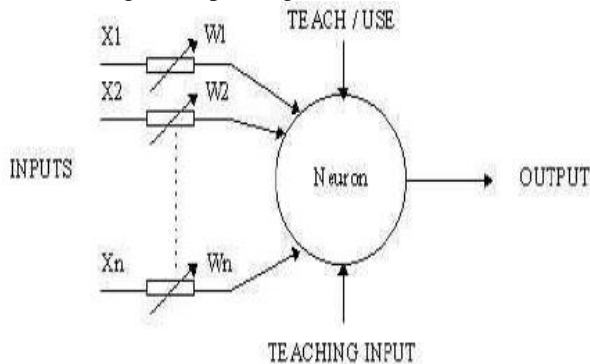 X1 W1 TEACH / USE
X2 W2
INPUTS Neuron OUTPUT
Xn Wn
TEACHING INPUT